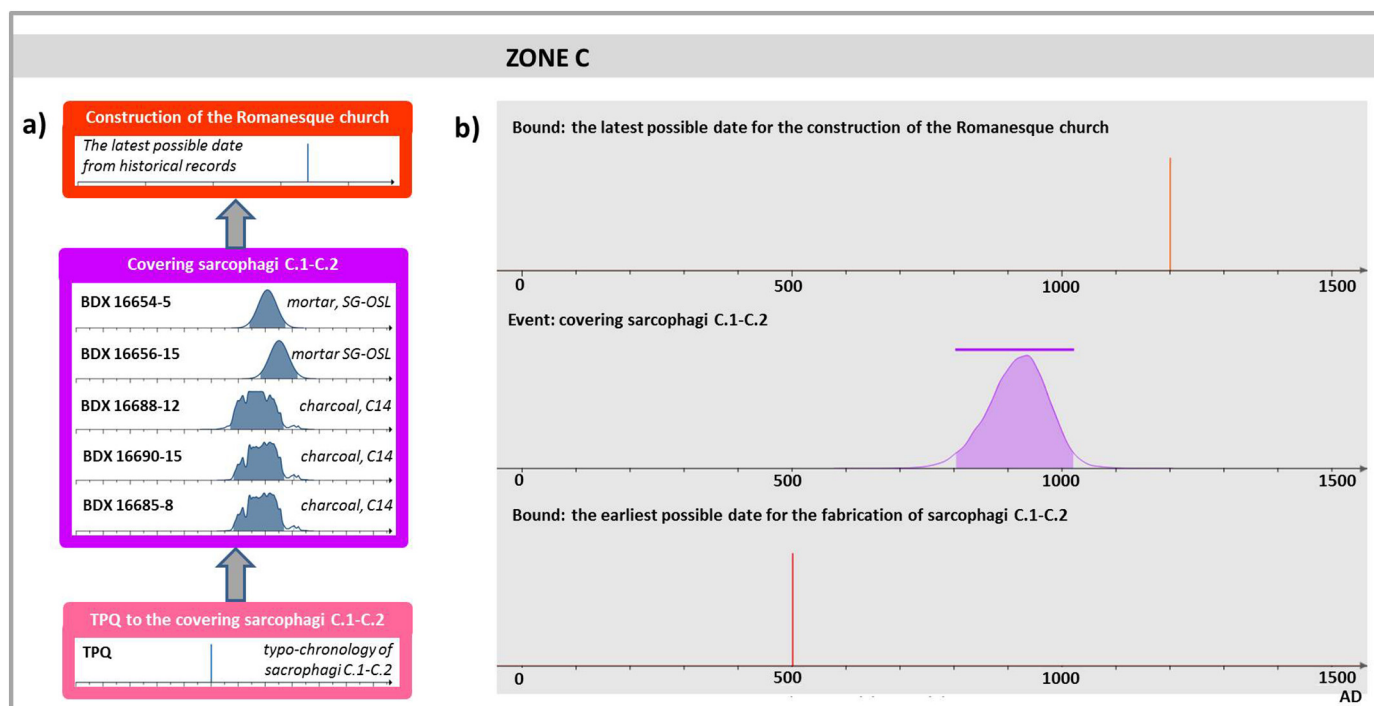 ZONE C
a)
Construction of the Romanesque church
The latest possible date
from historical records
Covering sarcophagi C.1-C.2
BDX 16654-5 mortar, SG-OSL
BDX 16656-15 mortar SG-OSL
BDX 16688-12 charcoal, C14
BDX 16690-15 charcoal, C14
BDX 16685-8 charcoal, C14
TPQ to the covering sarcophagi C.1-C.2
TPQ typo-chronology of
sacrophagi C.1-C.2
b)
Bound: the latest possible date for the construction of the Romanesque church
0 500 1000 1500
Event: covering sarcophagi C.1-C.2
0 500 1000 1500
Bound: the earliest possible date for the fabrication of sarcophagi C.1-C.2
0 500 1000 1500
AD